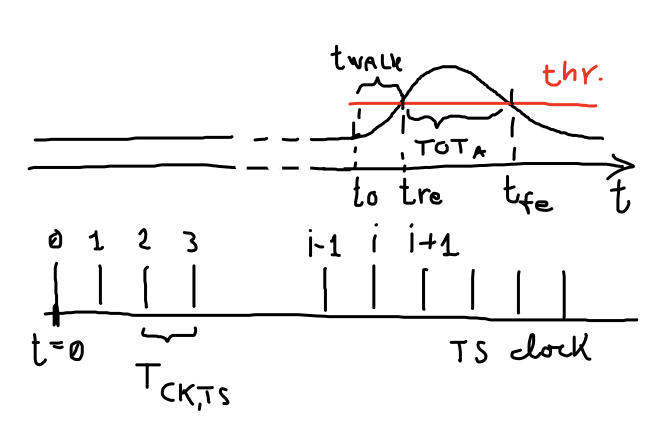 tWALK
thr.
TOTA
t0 tre tfe t
0 1 2 3 i-1 i i+1
t=0
TS clock
TCK,TS